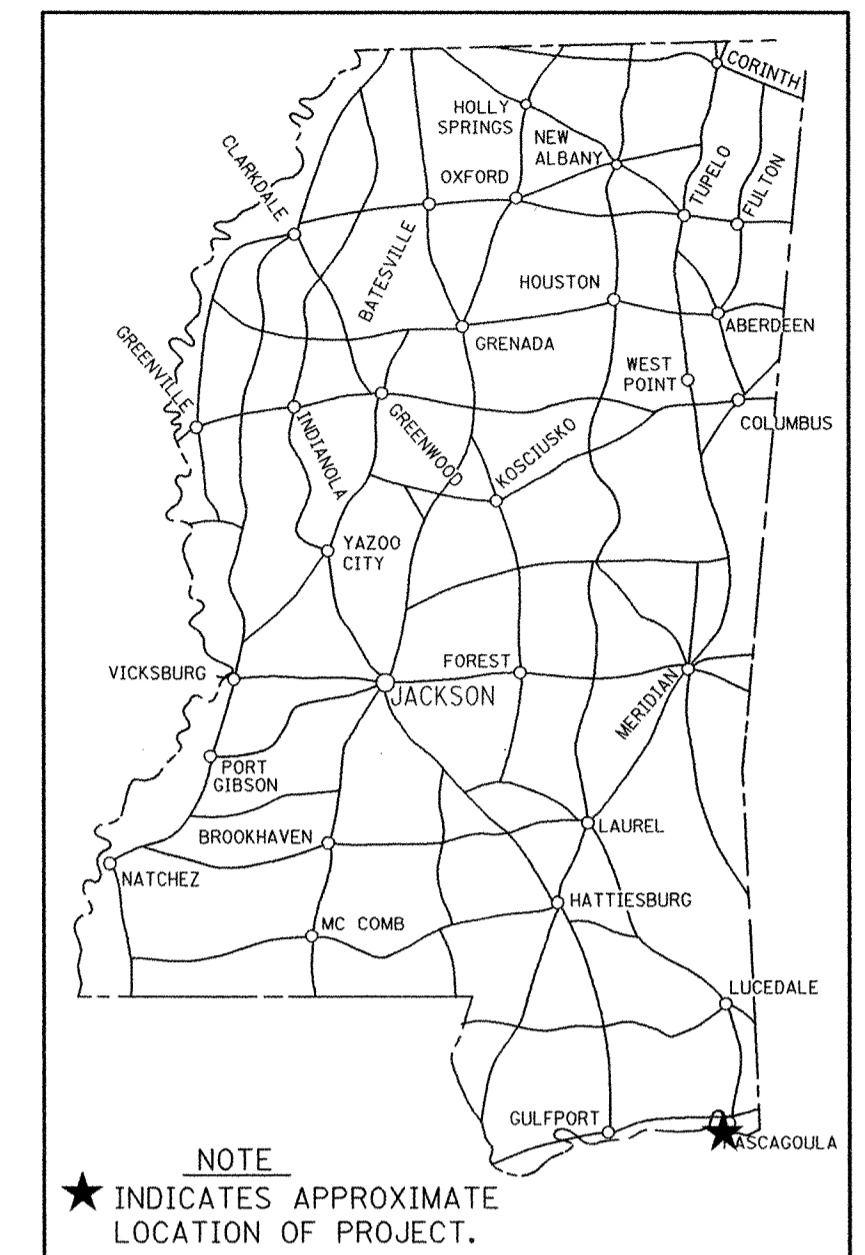 CORINTH
HOLLY
SPRINGS
NEW
ALBANY
CLARKDALE
OXFORD
TUPELO
FULTON
BATESVILLE
HOUSTON
ABERDEEN
GREENVILLE
GRENADA
WEST
POINT
INDIANOLA
GREENWOOD
KOSCIUSKO
COLUMBUS
YAZOO
CITY
VICKSBURG
FOREST
JACKSON
MERIDIAN
PORT
GIBSON
BROOKHAVEN
LAUREL
NATCHEZ
HATTIESBURG
MC COMB
LUCEDALE
GULFPORT
PASCAGOULA
NOTE
INDICATES APPROXIMATE
LOCATION OF PROJECT.